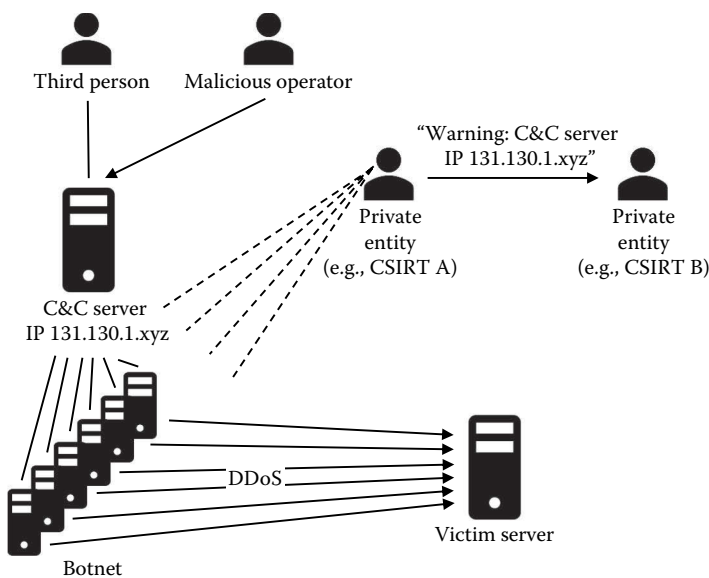 Third person
Malicious operator
“Warning: C&C server
IP 131.130.1.xyz”
Private
entity
(e.g., CSIRT A)
Private
entity
(e.g., CSIRT B)
C&C server
IP 131.130.1.xyz
DDoS
Victim server
Botnet